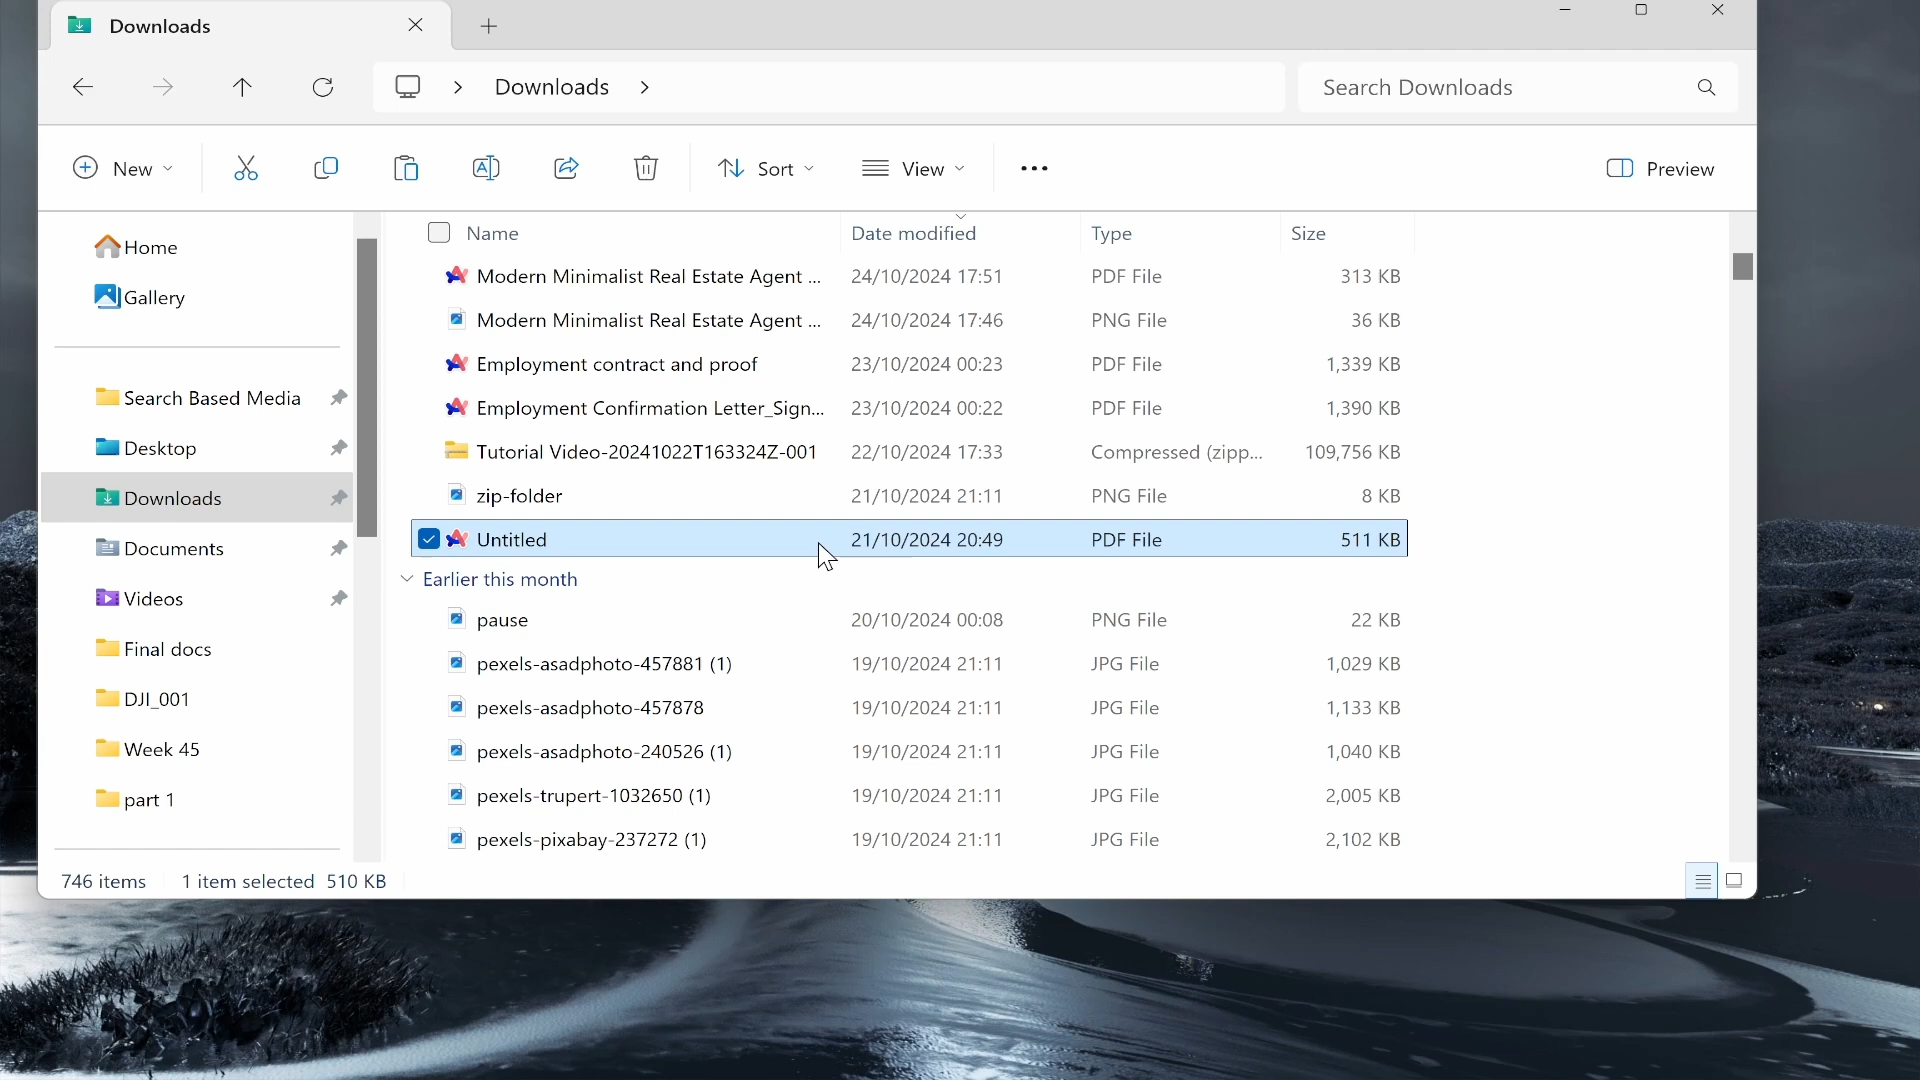 Downloads
Downloads
Search Downloads
New
Sort
View
Preview
Name Date modified Type Size
Home
Gallery
Search Based Media
Desktop
Downloads
Documents
Videos
Final docs
DJI_001
Week 45
part 1
Modern Minimalist Real Estate Agent ... 24/10/2024 17:51 PDF File 313 KB
Modern Minimalist Real Estate Agent ... 24/10/2024 17:46 PNG File 36 KB
Employment contract and proof 23/10/2024 00:23 PDF File 1,339 KB
Employment Confirmation Letter_Sign... 23/10/2024 00:22 PDF File 1,390 KB
Tutorial Video-20241022T163324Z-001 22/10/2024 17:33 Compressed (zipp... 109,756 KB
zip-folder 21/10/2024 21:11 PNG File 8 KB
Untitled 21/10/2024 20:49 PDF File 511 KB
Earlier this month
pause 20/10/2024 00:08 PNG File 22 KB
pexels-asadphoto-457881 (1) 19/10/2024 21:11 JPG File 1,029 KB
pexels-asadphoto-457878 19/10/2024 21:11 JPG File 1,133 KB
pexels-asadphoto-240526 (1) 19/10/2024 21:11 JPG File 1,040 KB
pexels-trupert-1032650 (1) 19/10/2024 21:11 JPG File 2,005 KB
pexels-pixabay-237272 (1) 19/10/2024 21:11 JPG File 2,102 KB
746 items 1 item selected 510 KB